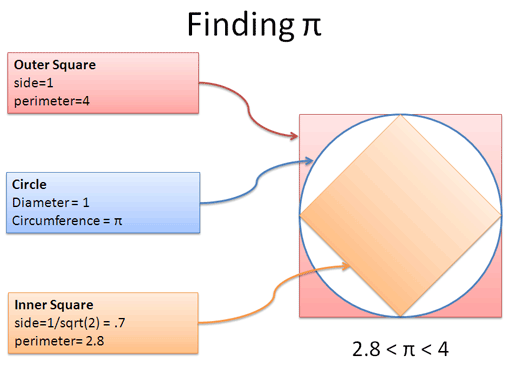 Finding π
Outer Square
side=1
perimeter=4
Circle
Diameter = 1
Circumference = π
Inner Square
side=1/sqrt(2) = .7
perimeter= 2.8
2.8 < π < 4